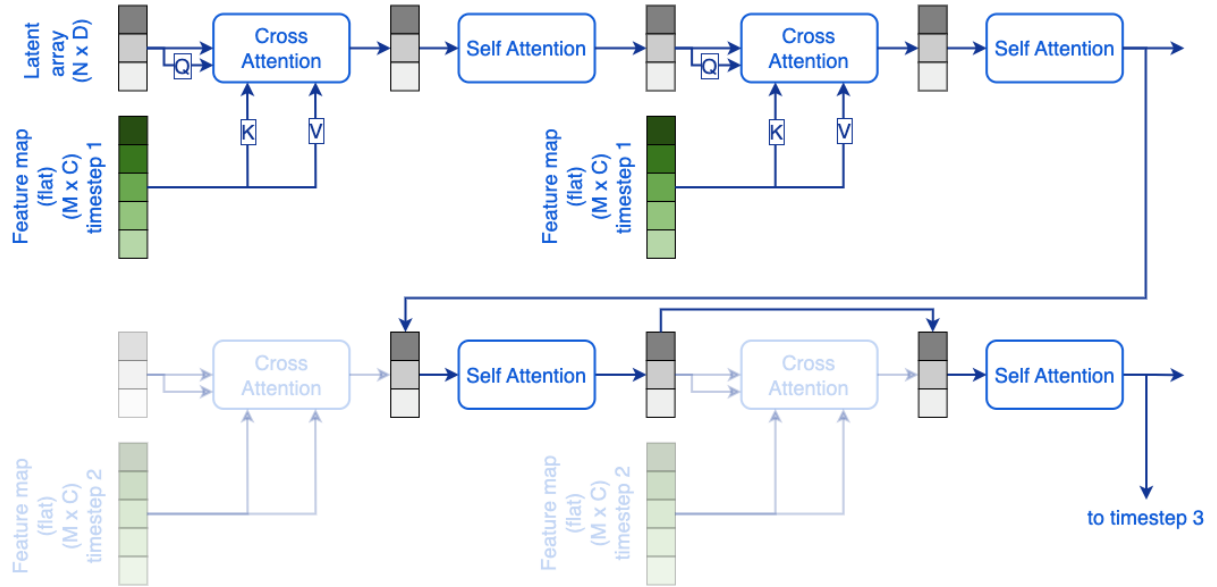 Latent
array
(N x D)
Q
Cross
Attention
Self Attention
Q
Cross
Attention
Self Attention
Feature map
(flat)
(M x C)
timestep 1
K
V
Feature map
(flat)
(M x C)
timestep 1
K
V
Cross
Attention
Self Attention
Cross
Attention
Self Attention
Feature map
(flat)
(M x C)
timestep 2
Feature map
(flat)
(M x C)
timestep 2
to timestep 3